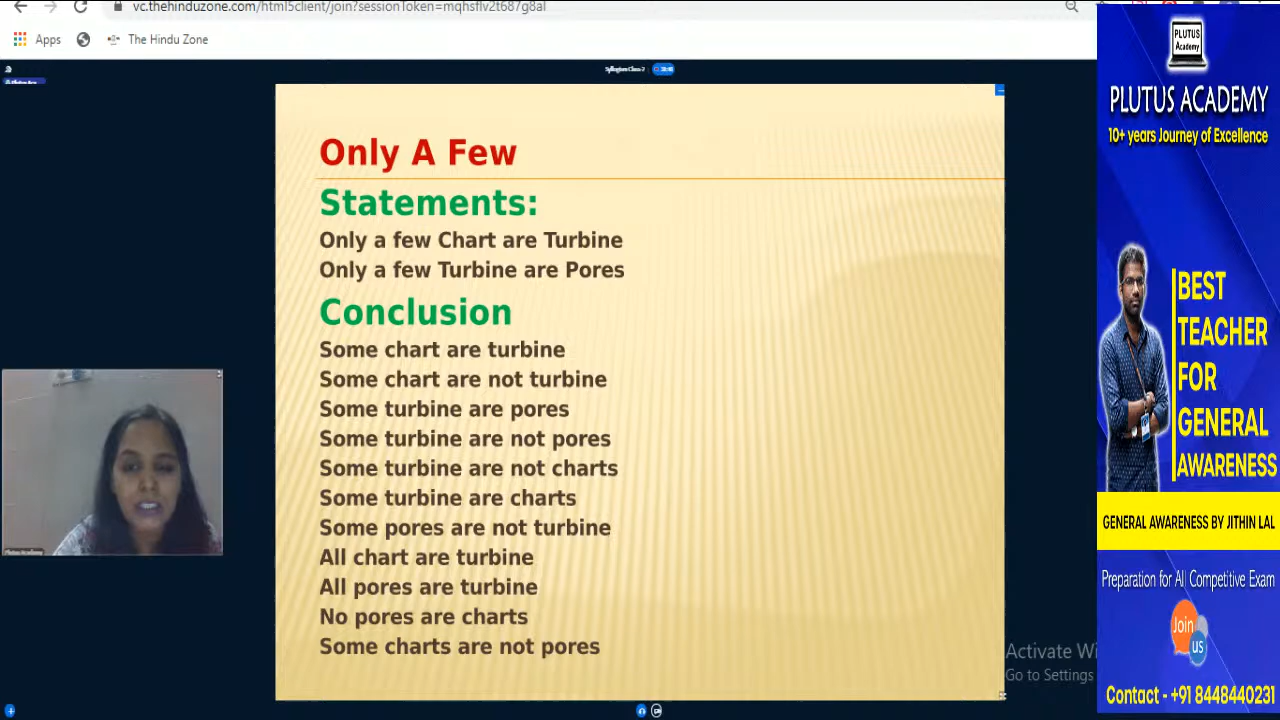 vc.thehinduzone.com/html5client/join?sessionToken=mqhsflv2t687g8al
Apps
The Hindu Zone
Syllogism Class 2
Only A Few
Statements:
Only a few Chart are Turbine
Only a few Turbine are Pores
Conclusion
Some chart are turbine
Some chart are not turbine
Some turbine are pores
Some turbine are not pores
Some turbine are not charts
Some turbine are charts
Some pores are not turbine
All chart are turbine
All pores are turbine
No pores are charts
Some charts are not pores
Activate Wi
Go to Settings
PLUTUS
Academy
PLUTUS ACADEMY
10+ years Journey of Excellence
BEST
TEACHER
FOR
GENERAL
AWARENESS
GENERAL AWARENESS BY JITHIN LAL
Preparation for All Competitive Exam
Join
us
Contact - +91 8448440231